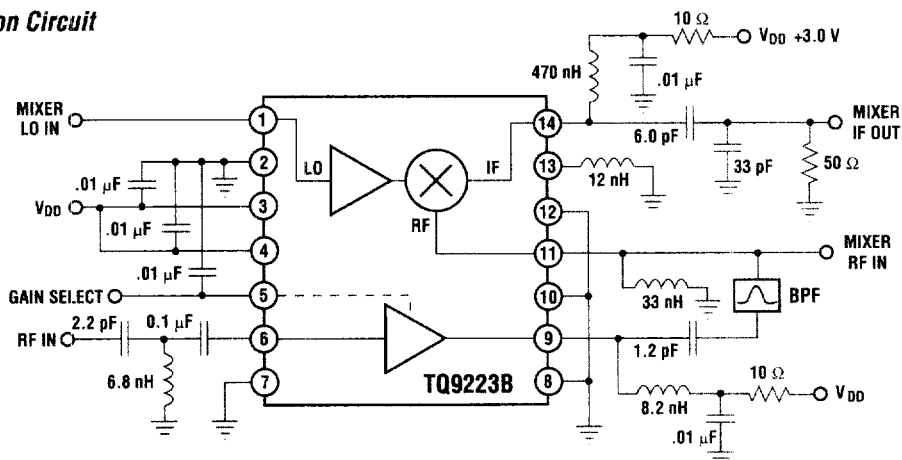 on Circuit
10 Ω
VDD +3.0 V
470 nH
.01 µF
MIXER
LO IN
1
14
6.0 pF
MIXER
IF OUT
33 pF
50 Ω
2
LO
IF
13
12 nH
.01 µF
VDD
3
12
RF
.01 µF
4
11
MIXER
RF IN
.01 µF
33 nH
BPF
GAIN SELECT
5
10
2.2 pF
0.1 µF
RF IN
6
9
1.2 pF
6.8 nH
7
TQ9223B
8
10 Ω
VDD
8.2 nH
.01 µF